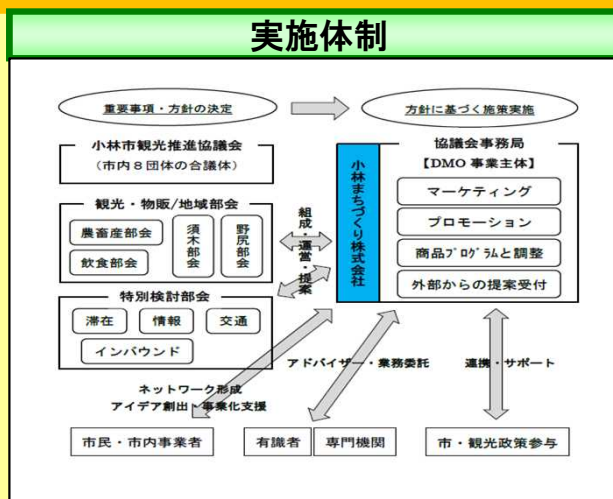 実施体制
重要事項・方針の決定
方針に基づく施策実施
小林市観光推進協議会
(市内8団体の合議体)
観光・物販/地域部会
農畜産部会
飲食部会
須木部会
野尻部会
特別検討部会
滞在
情報
交通
インバウンド
組成・運営・提案
小林まちづくり株式会社
協議会事務局
【DMO 事業主体】
マーケティング
プロモーション
商品プログラムと調整
外部からの提案受付
ネットワーク形成
アイデア創出・事業化支援
アドバイザー・業務委託
連携・サポート
市民・市内事業者
有識者
専門機関
市・観光政策参与